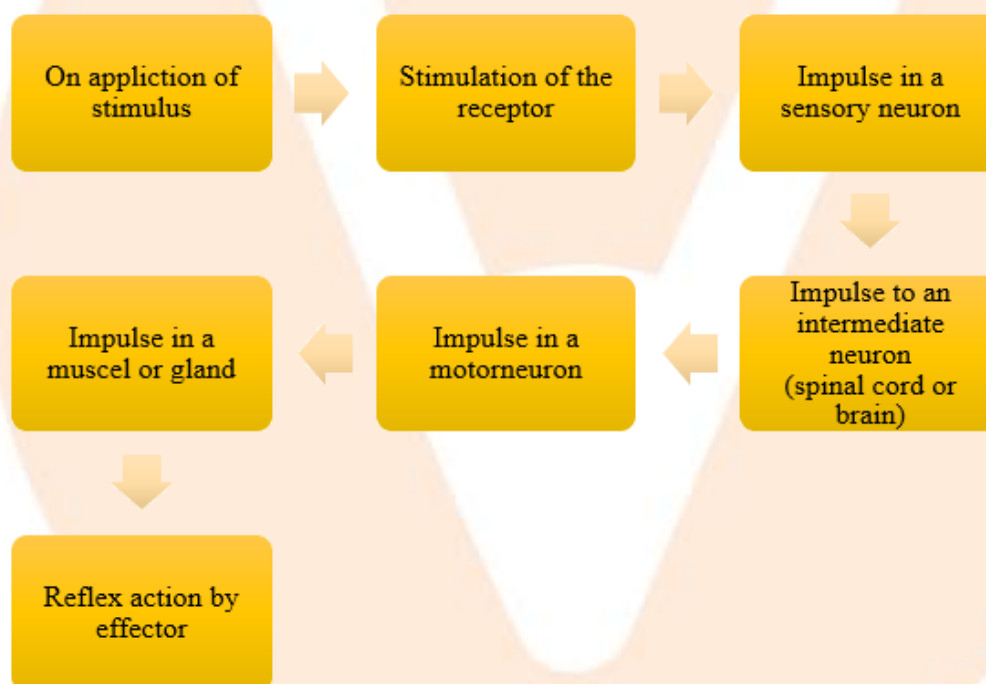 On appliction of
stimulus
Stimulation of the
receptor
Impulse in a
sensory neuron
Impulse to an
intermediate
neuron
(spinal cord or
brain)
Impulse in a
motorneuron
Impulse in a
muscel or gland
Reflex action by
effector